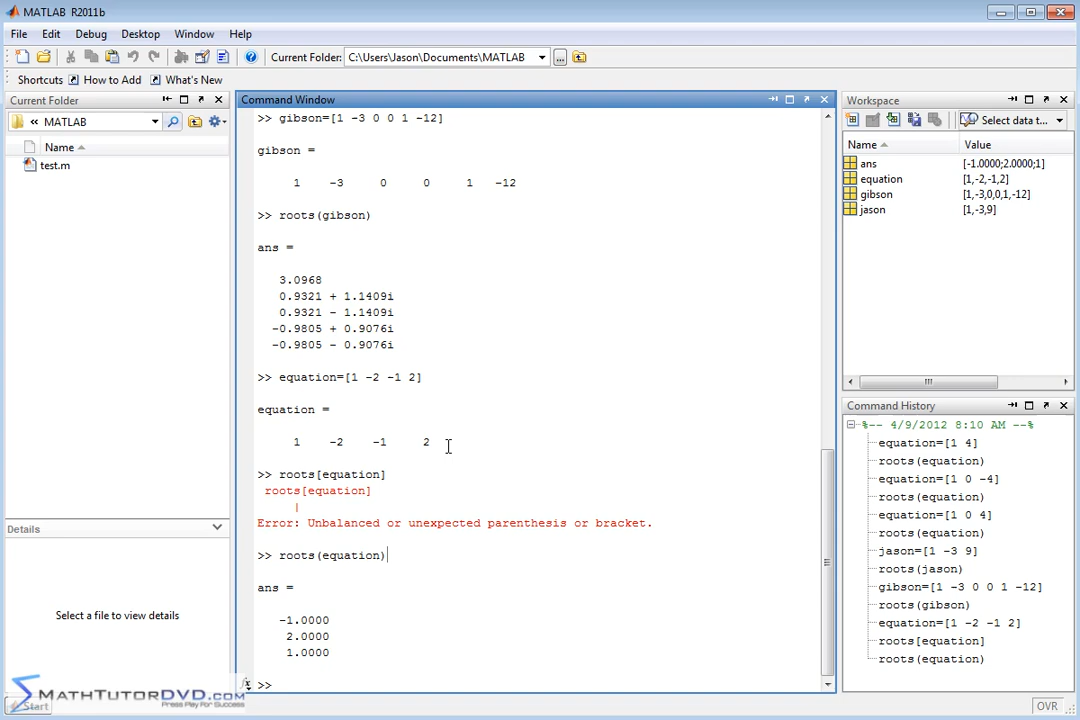 MATLAB R2011b
File Edit Debug Desktop Window Help
Current Folder: C:\Users\Jason\Documents\MATLAB
Shortcuts How to Add What's New
Current Folder
« MATLAB
Name
test.m
Details
Select a file to view details
Start
MATHTUTORDVD.COM
Press Play For Success
Command Window
>> gibson=[1 -3 0 0 1 -12]
gibson =
1 -3 0 0 1 -12
>> roots(gibson)
ans =
3.0968
0.9321 + 1.1409i
0.9321 - 1.1409i
-0.9805 + 0.9076i
-0.9805 - 0.9076i
>> equation=[1 -2 -1 2]
equation =
1 -2 -1 2
>> roots[equation]
roots[equation]
|
Error: Unbalanced or unexpected parenthesis or bracket.
>> roots(equation)
ans =
-1.0000
2.0000
1.0000
fx >>
Workspace
Select data t...
Name Value
ans [-1.0000;2.0000;1]
equation [1,-2,-1,2]
gibson [1,-3,0,0,1,-12]
jason [1,-3,9]
Command History
%-- 4/9/2012 8:10 AM --%
equation=[1 4]
roots(equation)
equation=[1 0 -4]
roots(equation)
equation=[1 0 4]
roots(equation)
jason=[1 -3 9]
roots(jason)
gibson=[1 -3 0 0 1 -12]
roots(gibson)
equation=[1 -2 -1 2]
roots[equation]
roots(equation)
OVR